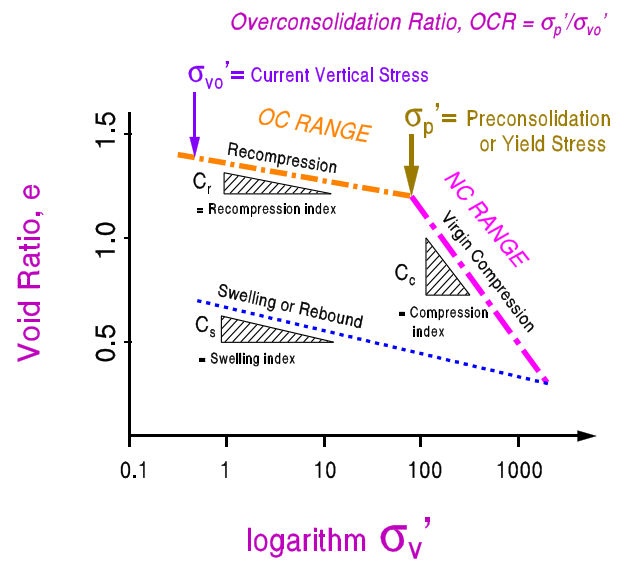 Overconsolidation Ratio, OCR = σp'/σvo'
σvo' = Current Vertical Stress
OC RANGE
σp' = Preconsolidation
or Yield Stress
Recompression
Cr
= Recompression index
NC RANGE
Virgin Compression
Cc
= Compression
index
Swelling or Rebound
Cs
= Swelling index
Void Ratio, e
1.5
1.0
0.5
0.1 1 10 100 1000
logarithm σv'